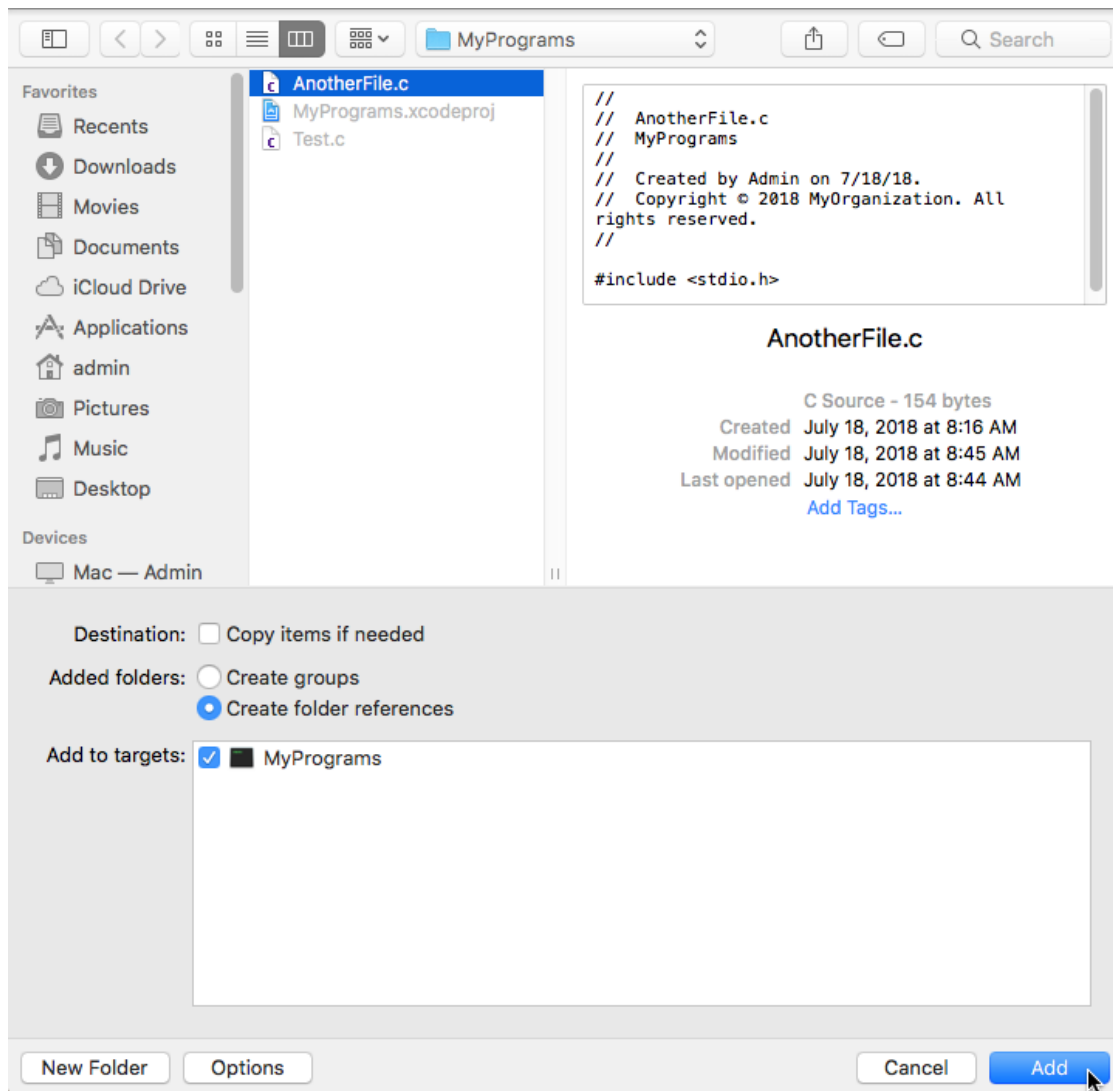 MyPrograms
Search
Favorites
Recents
Downloads
Movies
Documents
iCloud Drive
Applications
admin
Pictures
Music
Desktop
Devices
Mac — Admin
AnotherFile.c
MyPrograms.xcodeproj
Test.c
//
//  AnotherFile.c
//  MyPrograms
//
//  Created by Admin on 7/18/18.
//  Copyright © 2018 MyOrganization. All
rights reserved.
//
#include <stdio.h>
AnotherFile.c
C Source - 154 bytes
Created July 18, 2018 at 8:16 AM
Modified July 18, 2018 at 8:45 AM
Last opened July 18, 2018 at 8:44 AM
Add Tags...
Destination: Copy items if needed
Added folders: Create groups
Create folder references
Add to targets: MyPrograms
New Folder Options Cancel Add